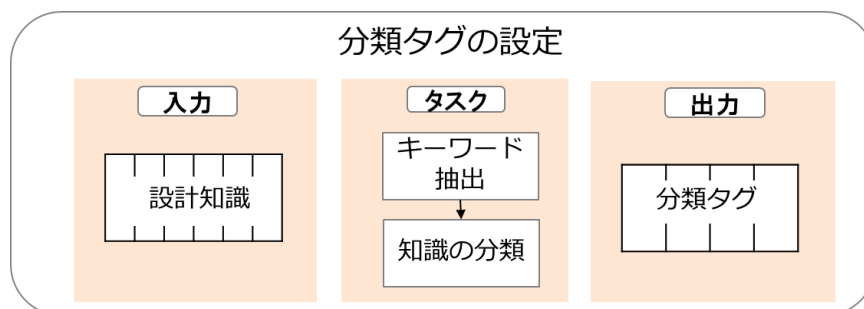 分類タグの設定
入力
設計知識
タスク
キーワード
抽出
知識の分類
出力
分類タグ